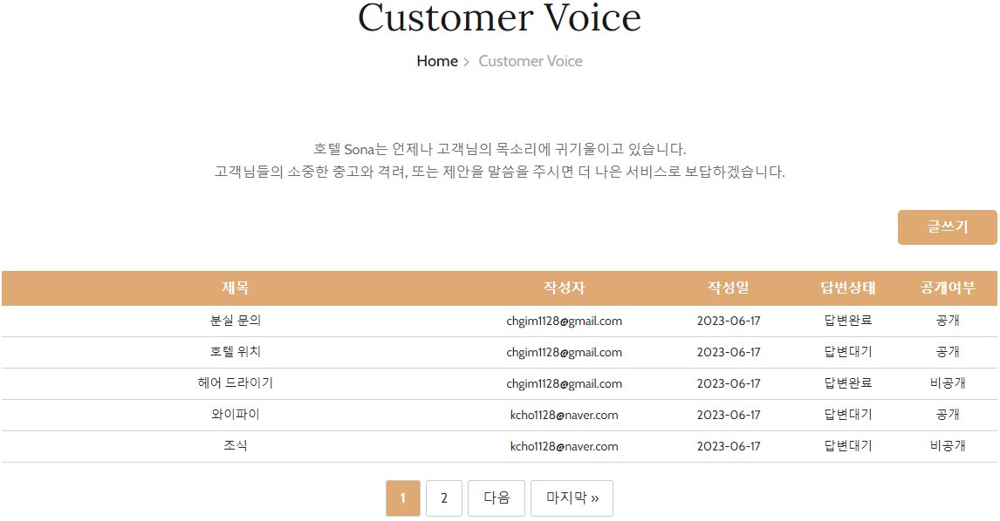 Customer Voice
Home > Customer Voice
호텔 Sona는 언제나 고객님의 목소리에 귀기울이고 있습니다.
고객님들의 소중한 충고와 격려, 또는 제안을 말씀을 주시면 더 나은 서비스로 보답하겠습니다.
글쓰기
제목 작성자 작성일 답변상태 공개여부
분실 문의 chgim1128@gmail.com 2023-06-17 답변완료 공개
호텔 위치 chgim1128@gmail.com 2023-06-17 답변대기 공개
헤어 드라이기 chgim1128@gmail.com 2023-06-17 답변완료 비공개
와이파이 kcho1128@naver.com 2023-06-17 답변대기 공개
조식 kcho1128@naver.com 2023-06-17 답변대기 비공개
1 2 다음 마지막 »